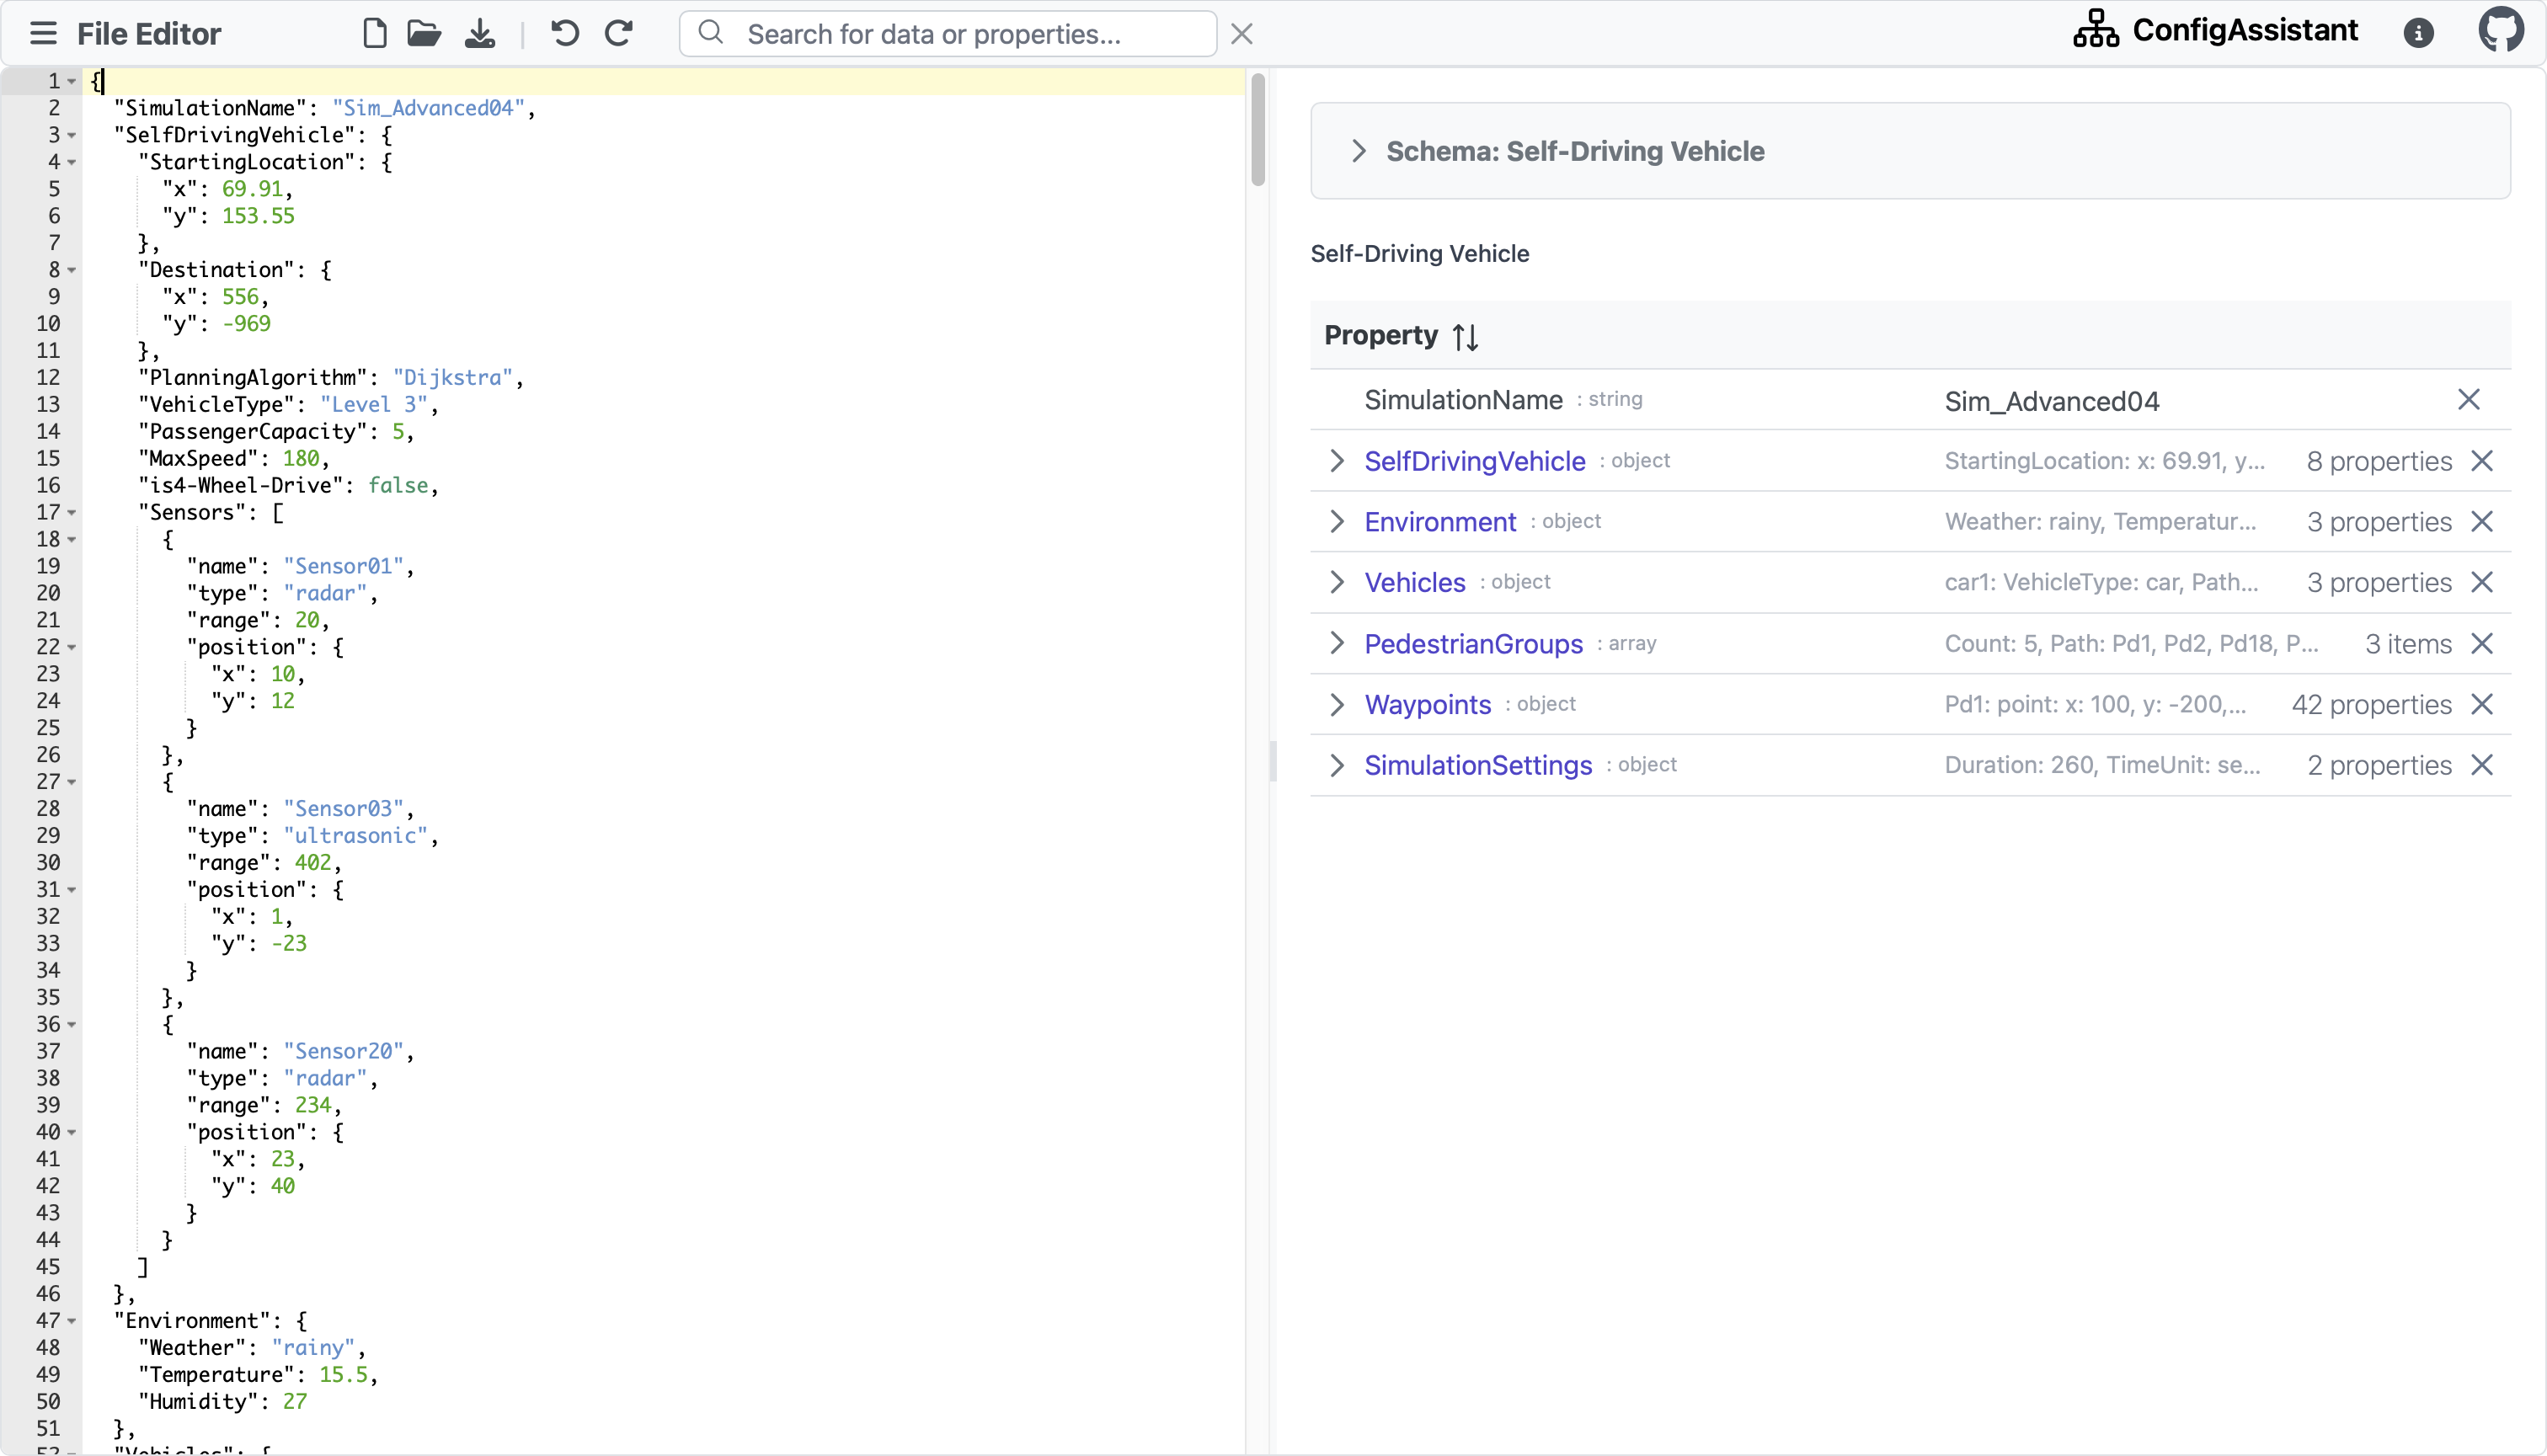 File Editor
Search for data or properties...
ConfigAssistant
1 {
2 "SimulationName": "Sim_Advanced04",
3 "SelfDrivingVehicle": {
4 "StartingLocation": {
5 "x": 69.91,
6 "y": 153.55
7 },
8 "Destination": {
9 "x": 556,
10 "y": -969
11 },
12 "PlanningAlgorithm": "Dijkstra",
13 "VehicleType": "Level 3",
14 "PassengerCapacity": 5,
15 "MaxSpeed": 180,
16 "is4-Wheel-Drive": false,
17 "Sensors": [
18 {
19 "name": "Sensor01",
20 "type": "radar",
21 "range": 20,
22 "position": {
23 "x": 10,
24 "y": 12
25 }
26 },
27 {
28 "name": "Sensor03",
29 "type": "ultrasonic",
30 "range": 402,
31 "position": {
32 "x": 1,
33 "y": -23
34 }
35 },
36 {
37 "name": "Sensor20",
38 "type": "radar",
39 "range": 234,
40 "position": {
41 "x": 23,
42 "y": 40
43 }
44 }
45 ]
46 },
47 "Environment": {
48 "Weather": "rainy",
49 "Temperature": 15.5,
50 "Humidity": 27
51 },
52 "Vehicles": {
Schema: Self-Driving Vehicle
Self-Driving Vehicle
Property
SimulationName : string Sim_Advanced04
SelfDrivingVehicle : object StartingLocation: x: 69.91, y... 8 properties
Environment : object Weather: rainy, Temperatur... 3 properties
Vehicles : object car1: VehicleType: car, Path... 3 properties
PedestrianGroups : array Count: 5, Path: Pd1, Pd2, Pd18, P... 3 items
Waypoints : object Pd1: point: x: 100, y: -200,... 42 properties
SimulationSettings : object Duration: 260, TimeUnit: se... 2 properties